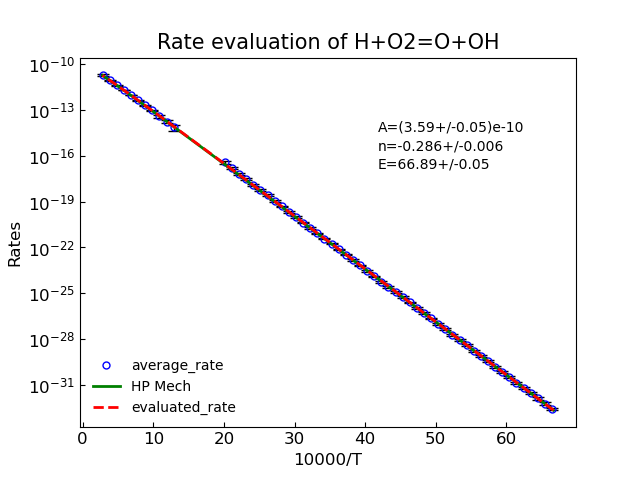 Rate evaluation of H+O2=O+OH
10^{-10}
10^{-13}
10^{-16}
10^{-19}
10^{-22}
10^{-25}
10^{-28}
10^{-31}
Rates
A=(3.59+/-0.05)e-10
n=-0.286+/-0.006
E=66.89+/-0.05
average_rate
HP Mech
evaluated_rate
0 10 20 30 40 50 60
10000/T